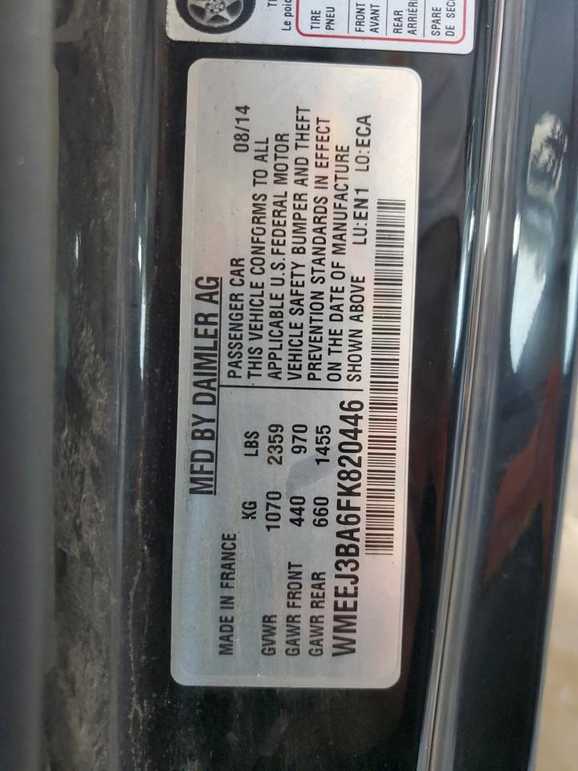 TIRE
PNEU
FRONT
AVANT
REAR
SPARE
DE
Le
MFD BY DAIMLER AG
MADE IN FRANCE
KG LBS
GVWR 1070 2359
GAWR FRONT 440 970
GAWR REAR 660 1455
PASSENGER CAR 08/14
THIS VEHICLE CONFORMS TO ALL
APPLICABLE U.S. FEDERAL MOTOR
VEHICLE SAFETY BUMPER AND THEFT
PREVENTION STANDARDS IN EFFECT
ON THE DATE OF MANUFACTURE
SHOWN ABOVE LU: EN1 LO: ECA
WMEEJ3BA6FK820446